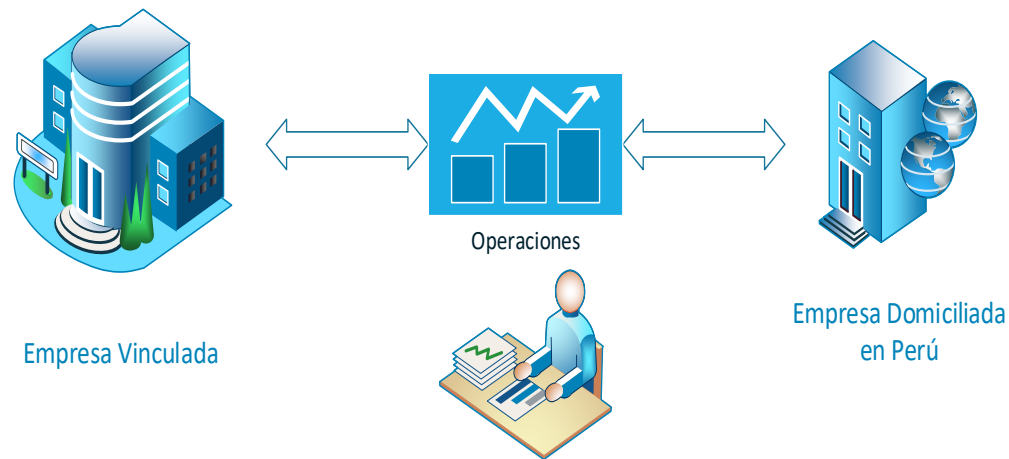 Operaciones
Empresa Vinculada
Empresa Domiciliada
en Perú